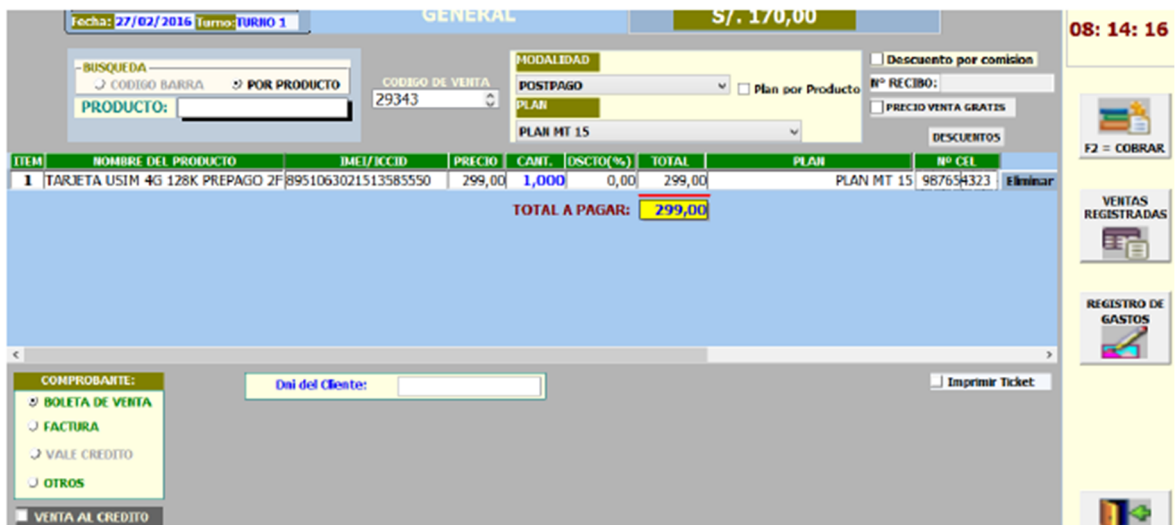 Fecha: 27/02/2016 Turno: TURNO 1
GENERAL
S/. 170,00
08: 14: 16
BUSQUEDA
CODIGO BARRA POR PRODUCTO
PRODUCTO:
CODIGO DE VENTA
29343
MODALIDAD
POSTPAGO
Plan por Producto
PLAN
PLAN MT 15
Descuento por comision
Nº RECIBO:
PRECIO VENTA GRATIS
DESCUENTOS
F2 = COBRAR
ITEM NOMBRE DEL PRODUCTO IMEI/ICCID PRECIO CANT. DSCTO(%) TOTAL PLAN Nº CEL
1 TARJETA USIM 4G 128K PREPAGO 2F 8951063021513585550 299,00 1,000 0,00 299,00 PLAN MT 15 987654323 Eliminar
TOTAL A PAGAR: 299,00
VENTAS
REGISTRADAS
REGISTRO DE
GASTOS
COMPROBANTE:
BOLETA DE VENTA
FACTURA
VALE CREDITO
OTROS
VENTA AL CREDITO
Dni del Cliente:
Imprimir Ticket